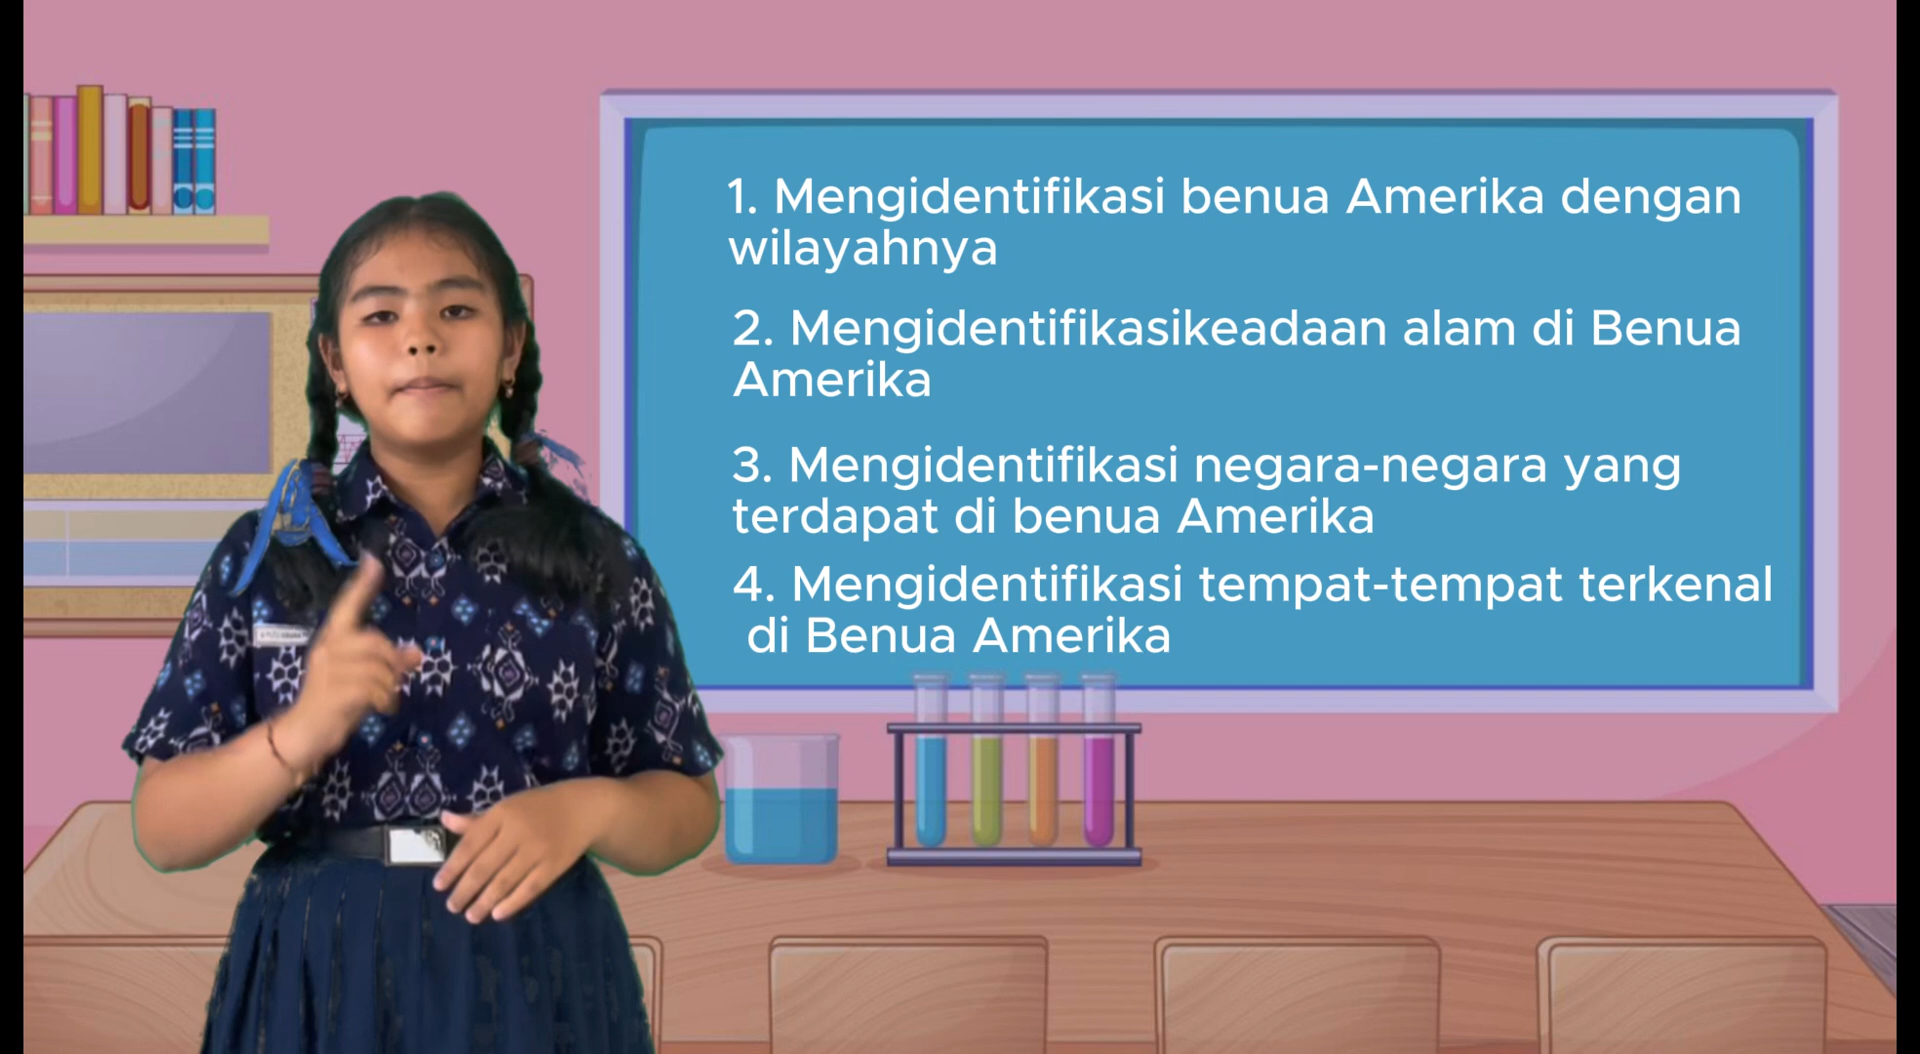 1. Mengidentifikasi benua Amerika dengan
wilayahnya
2. Mengidentifikasikeadaan alam di Benua
Amerika
3. Mengidentifikasi negara-negara yang
terdapat di benua Amerika
4. Mengidentifikasi tempat-tempat terkenal
di Benua Amerika